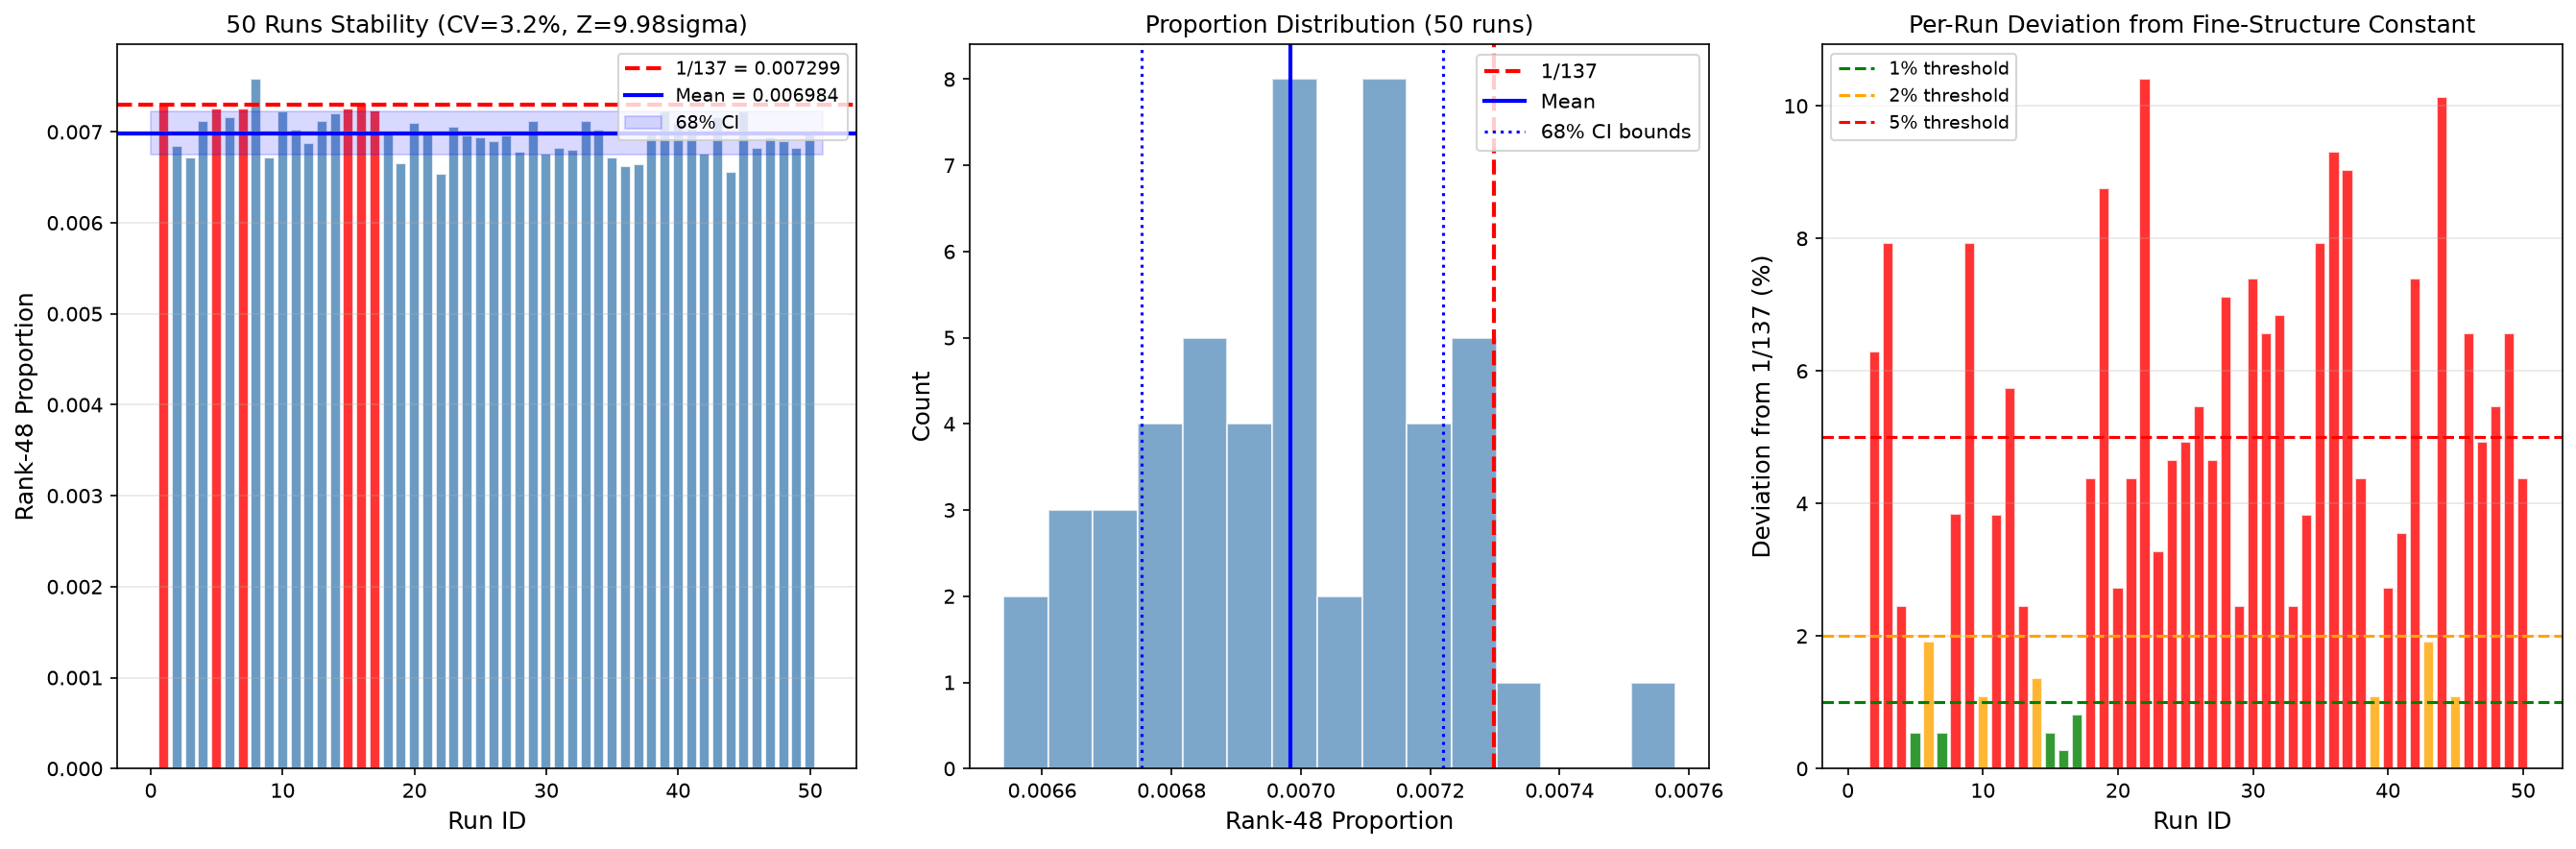 50 Runs Stability (CV=3.2%, Z=9.98sigma)
1/137 = 0.007299
Mean = 0.006984
68% CI
Rank-48 Proportion
0.007
0.006
0.005
0.004
0.003
0.002
0.001
0.000
0 10 20 30 40 50
Run ID
Proportion Distribution (50 runs)
1/137
Mean
68% CI bounds
Count
8
7
6
5
4
3
2
1
0
0.0066 0.0068 0.0070 0.0072 0.0074 0.0076
Rank-48 Proportion
Per-Run Deviation from Fine-Structure Constant
1% threshold
2% threshold
5% threshold
Deviation from 1/137 (%)
10
8
6
4
2
0
0 10 20 30 40 50
Run ID